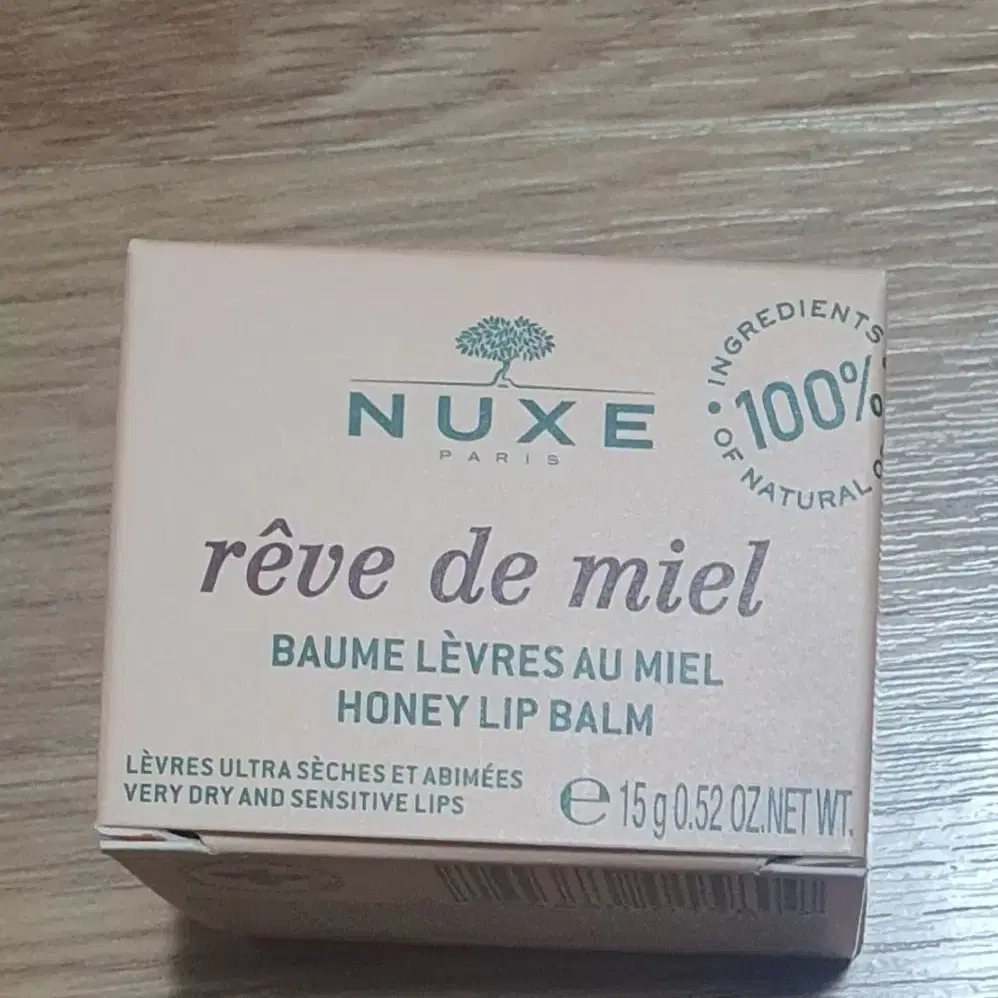 NUXE
PARIS
INGREDIENTS
100%
OF NATURAL
rêve de miel
BAUME LÈVRES AU MIEL
HONEY LIP BALM
LÈVRES ULTRA SÈCHES ET ABIMÉES
VERY DRY AND SENSITIVE LIPS
℮ 15 g 0.52 OZ.NET WT.